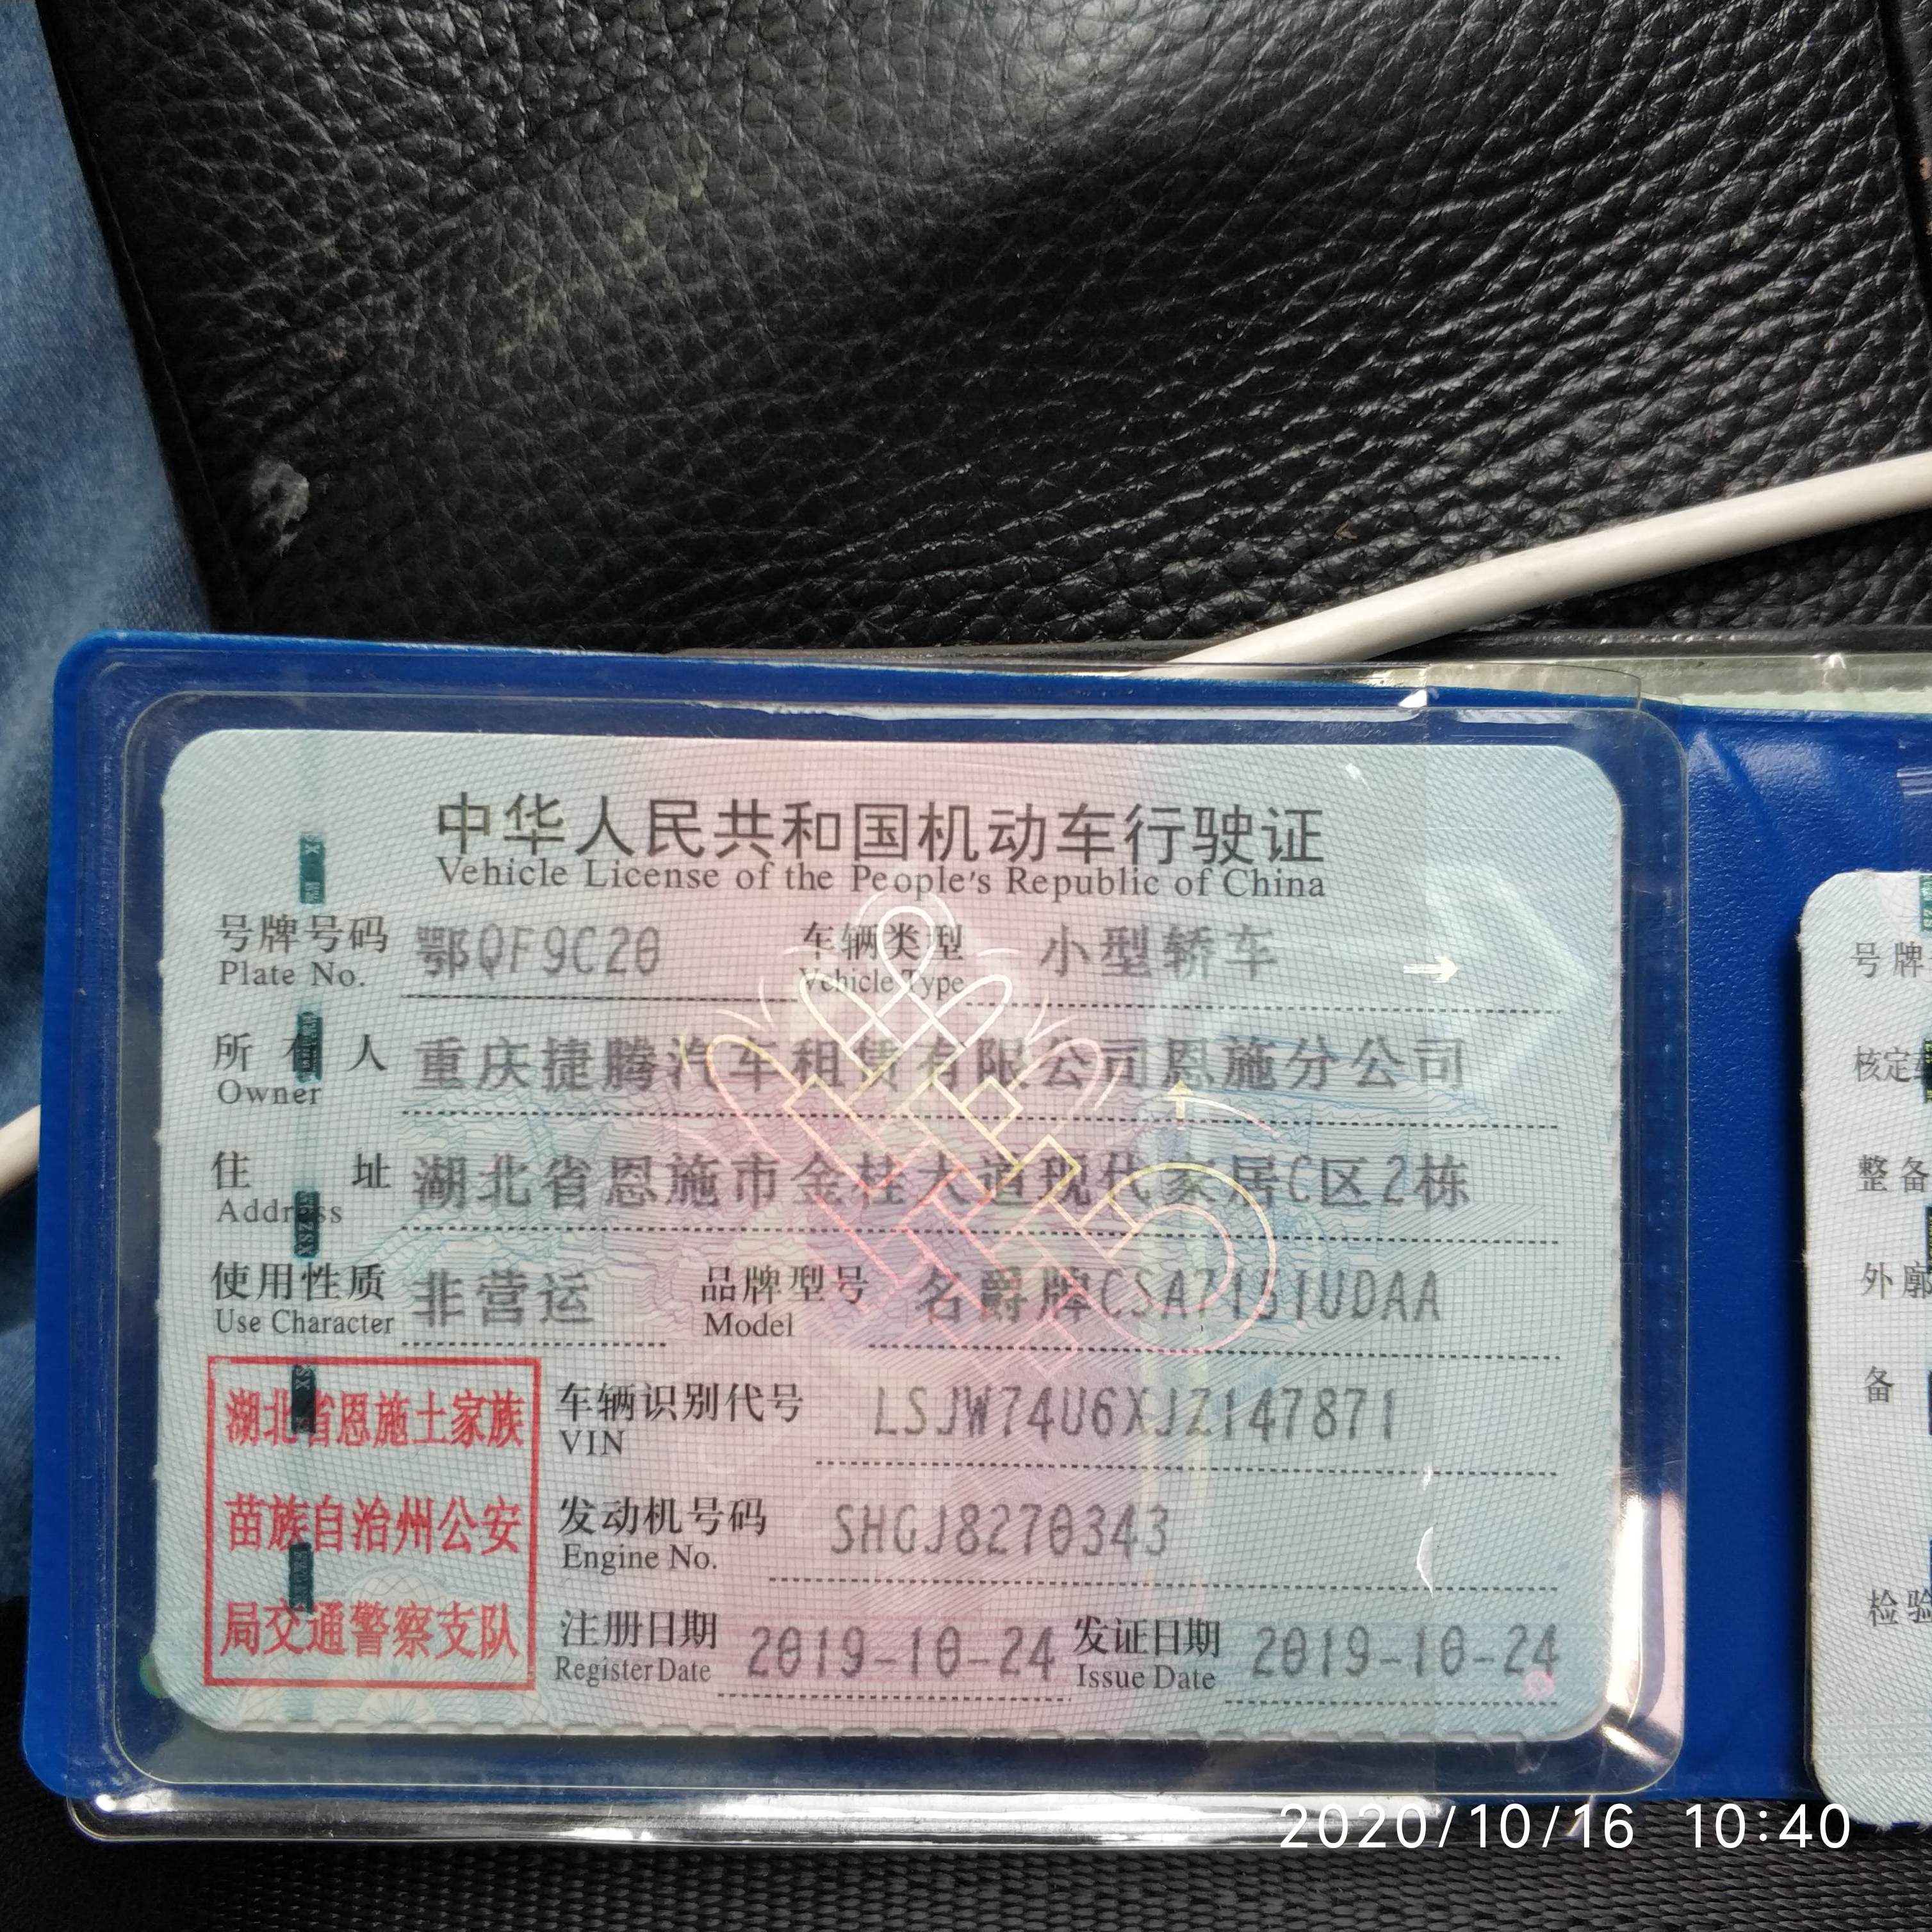 中华人民共和国机动车行驶证
Vehicle License of the People's Republic of China
号牌号码 鄂QF9C20 车辆类型 小型轿车
Plate No. Vehicle Type
所有人 重庆捷腾汽车租赁有限公司恩施分公司
Owner
住址 湖北省恩施市金桂大道现代家居C区2栋
Address
使用性质 非营运 品牌型号 名爵牌CSA7151UDAA
Use Character Model
湖北省恩施土家族
苗族自治州公安
局交通警察支队
车辆识别代号 LSJW74U6XJZ147871
VIN
发动机号码 SHGJ8270343
Engine No.
注册日期 2019-10-24 发证日期 2019-10-24
Register Date Issue Date
号牌
核定
整备
外廓
备
检验
2020/10/16 10:40